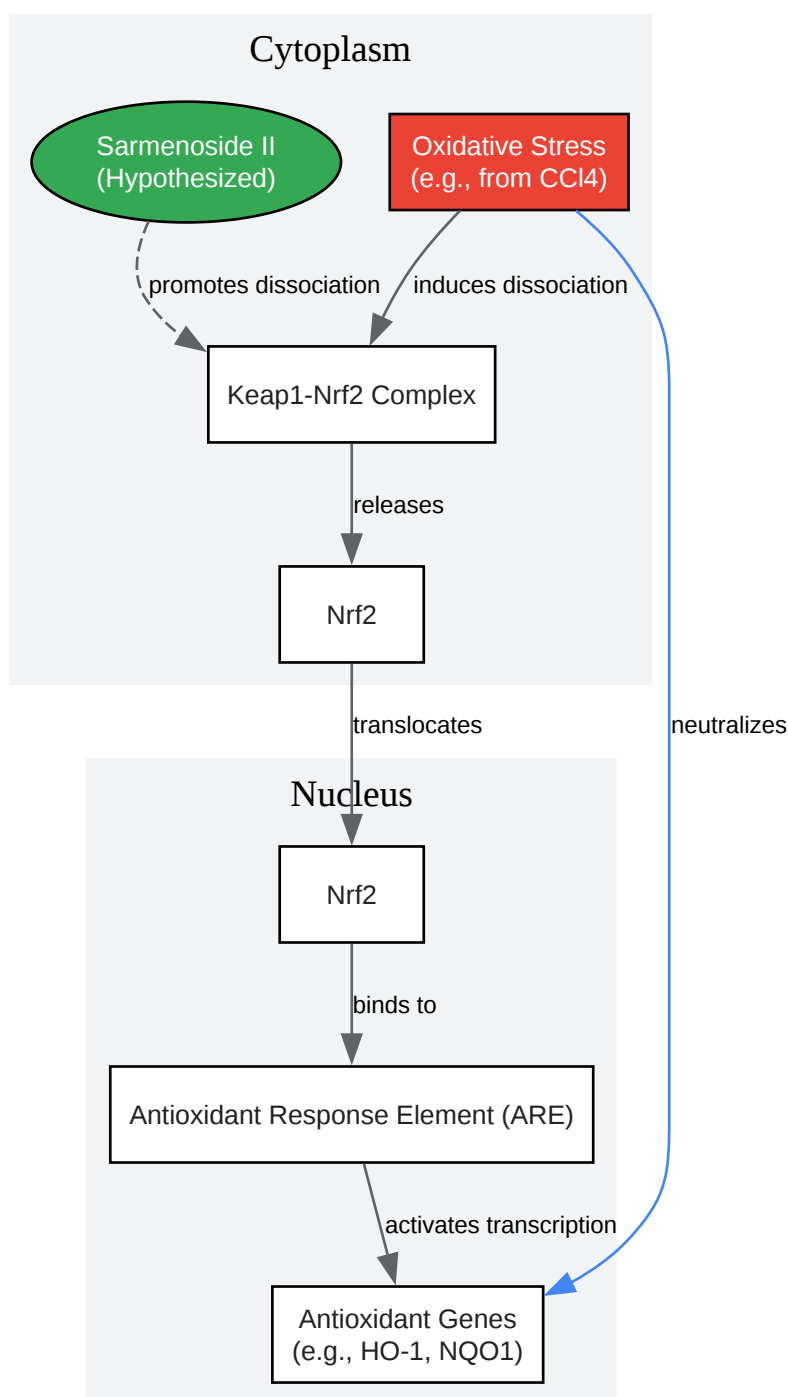 Cytoplasm
Sarmenoside II
(Hypothesized)
Oxidative Stress
(e.g., from CCl4)
promotes dissociation
induces dissociation
Keap1-Nrf2 Complex
releases
Nrf2
translocates
neutralizes
Nucleus
Nrf2
binds to
Antioxidant Response Element (ARE)
activates transcription
Antioxidant Genes
(e.g., HO-1, NQO1)